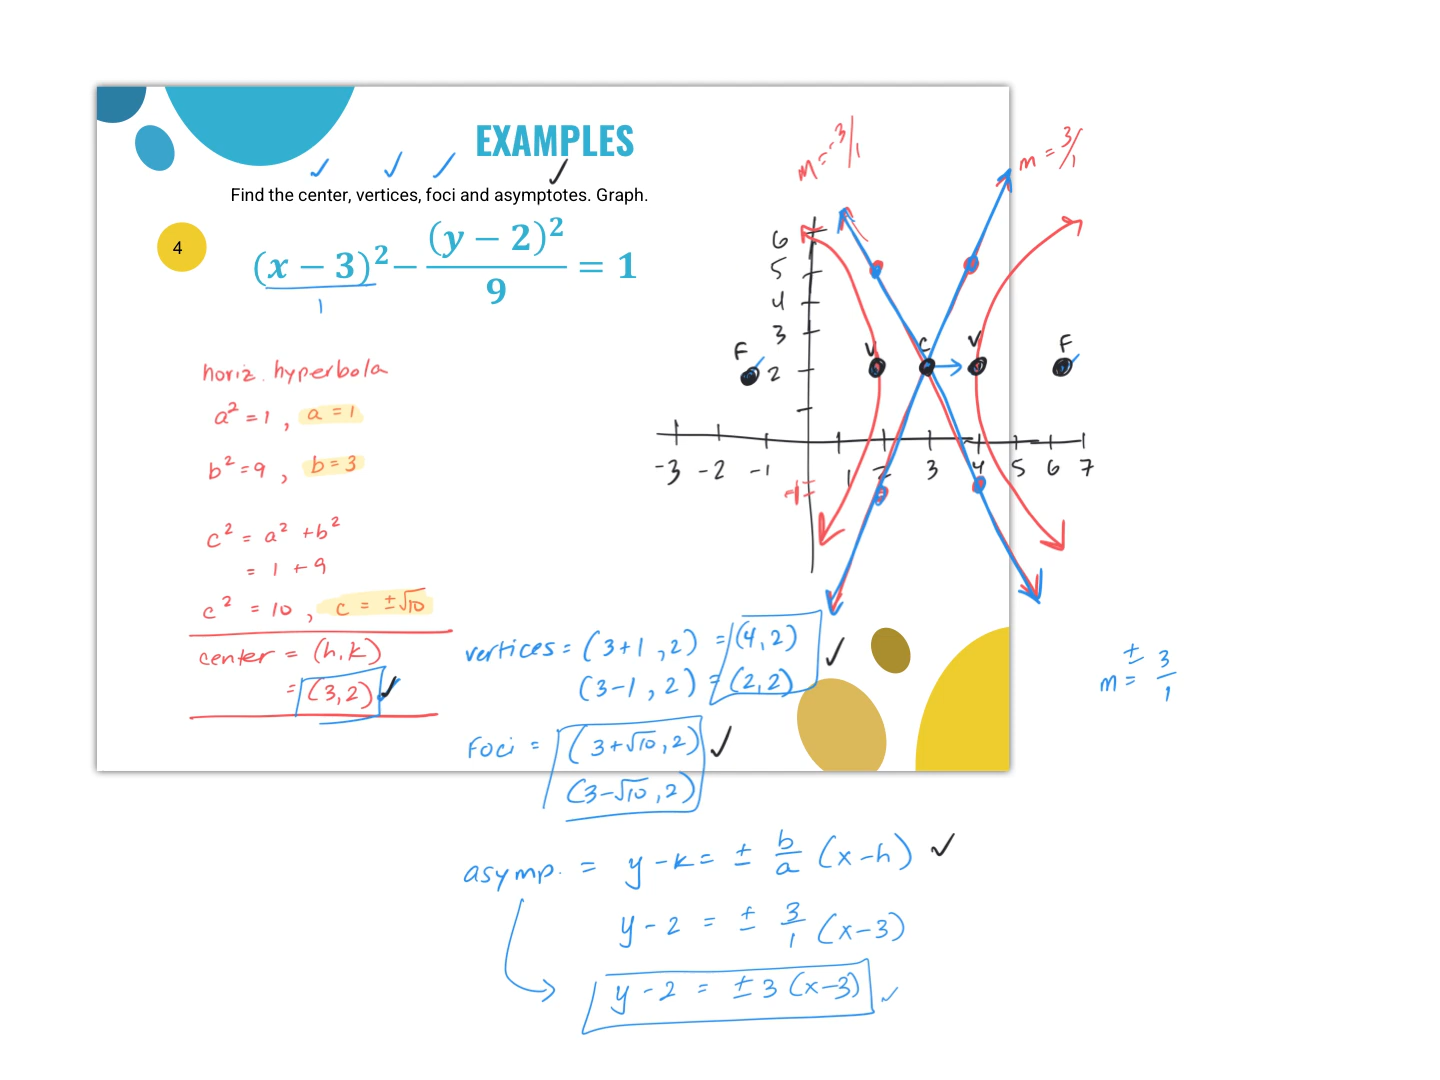 EXAMPLES
Find the center, vertices, foci and asymptotes. Graph.
4
(x − 3)² − (y − 2)²/9 = 1
1
horiz. hyperbola
a² = 1, a = 1
b² = 9, b = 3
c² = a² + b²
= 1 + 9
c² = 10, c = ±√10
center = (h, k)
= (3, 2) ✓
m = -3/1
m = 3/1
6
5
4
3
2
-1
F V C V F
-3 -2 -1 1 2 3 4 5 6 7
vertices = (3+1, 2) = (4, 2) ✓
(3-1, 2) = (2, 2)
Foci = (3+√10, 2) ✓
(3-√10, 2)
m = ± 3/1
asymp. = y - k = ± b/a (x-h) ✓
y - 2 = ± 3/1 (x-3)
y - 2 = ±3 (x-3) ✓